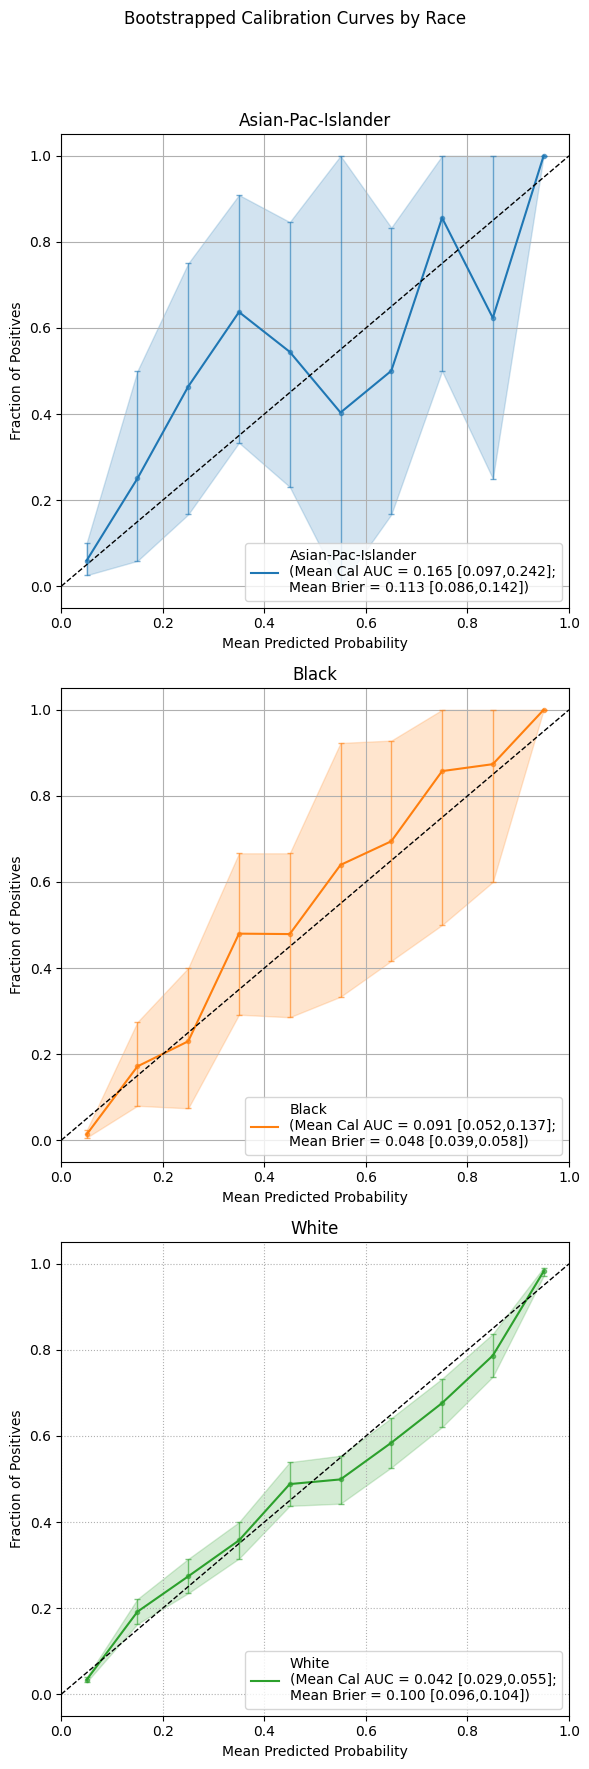 Bootstrapped Calibration Curves by Race
Asian-Pac-Islander
1.0
0.8
0.6
0.4
0.2
0.0
Fraction of Positives
Asian-Pac-Islander
(Mean Cal AUC = 0.165 [0.097,0.242];
Mean Brier = 0.113 [0.086,0.142])
0.0 0.2 0.4 0.6 0.8 1.0
Mean Predicted Probability
Black
1.0
0.8
0.6
0.4
0.2
0.0
Fraction of Positives
Black
(Mean Cal AUC = 0.091 [0.052,0.137];
Mean Brier = 0.048 [0.039,0.058])
0.0 0.2 0.4 0.6 0.8 1.0
Mean Predicted Probability
White
1.0
0.8
0.6
0.4
0.2
0.0
Fraction of Positives
White
(Mean Cal AUC = 0.042 [0.029,0.055];
Mean Brier = 0.100 [0.096,0.104])
0.0 0.2 0.4 0.6 0.8 1.0
Mean Predicted Probability